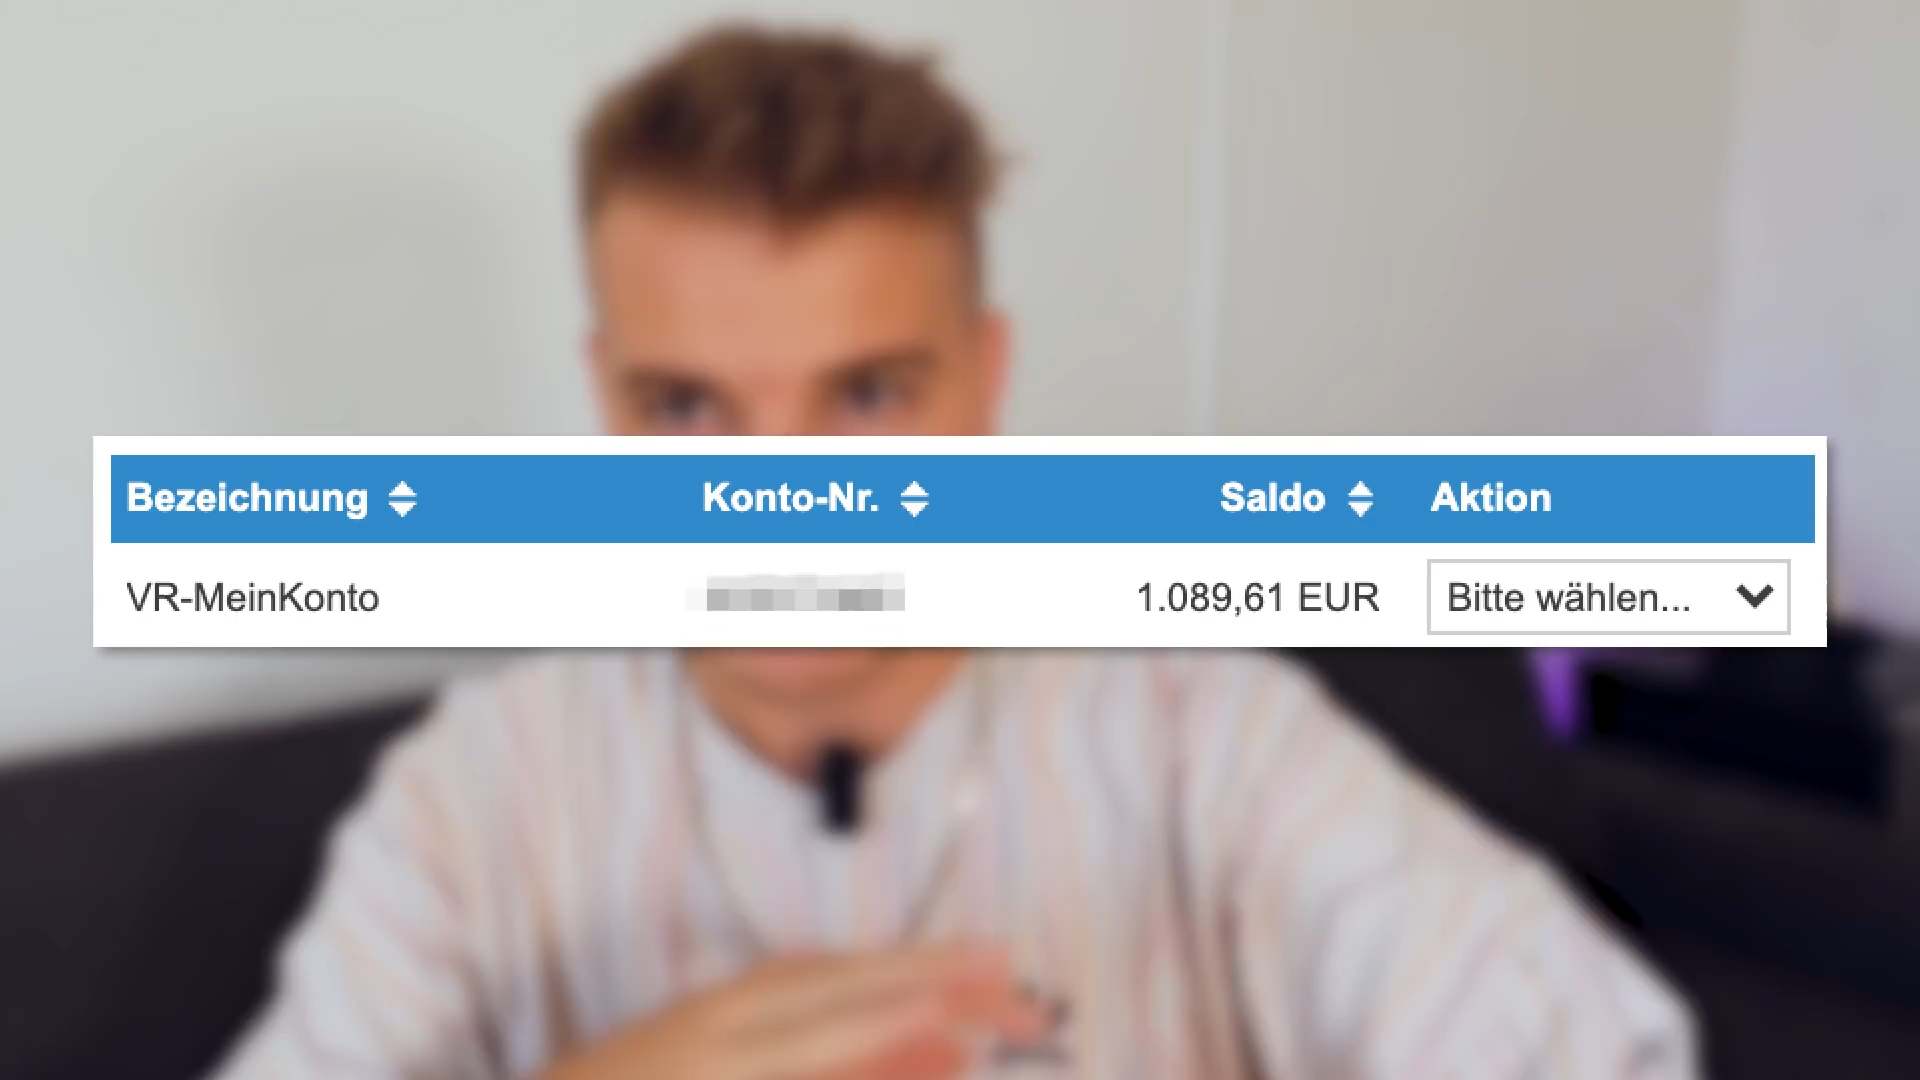 Bezeichnung Konto-Nr. Saldo Aktion
VR-MeinKonto 1.089,61 EUR Bitte wählen...